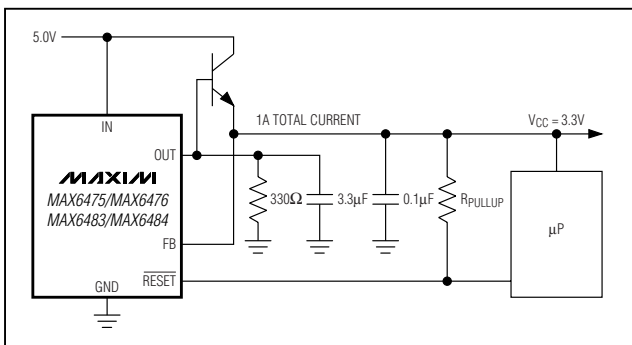 5.0V
IN
1A TOTAL CURRENT
VCC = 3.3V
OUT
MAXIM
MAX6475/MAX6476
MAX6483/MAX6484
330Ω
3.3µF
0.1µF
RPULLUP
µP
FB
GND
RESET